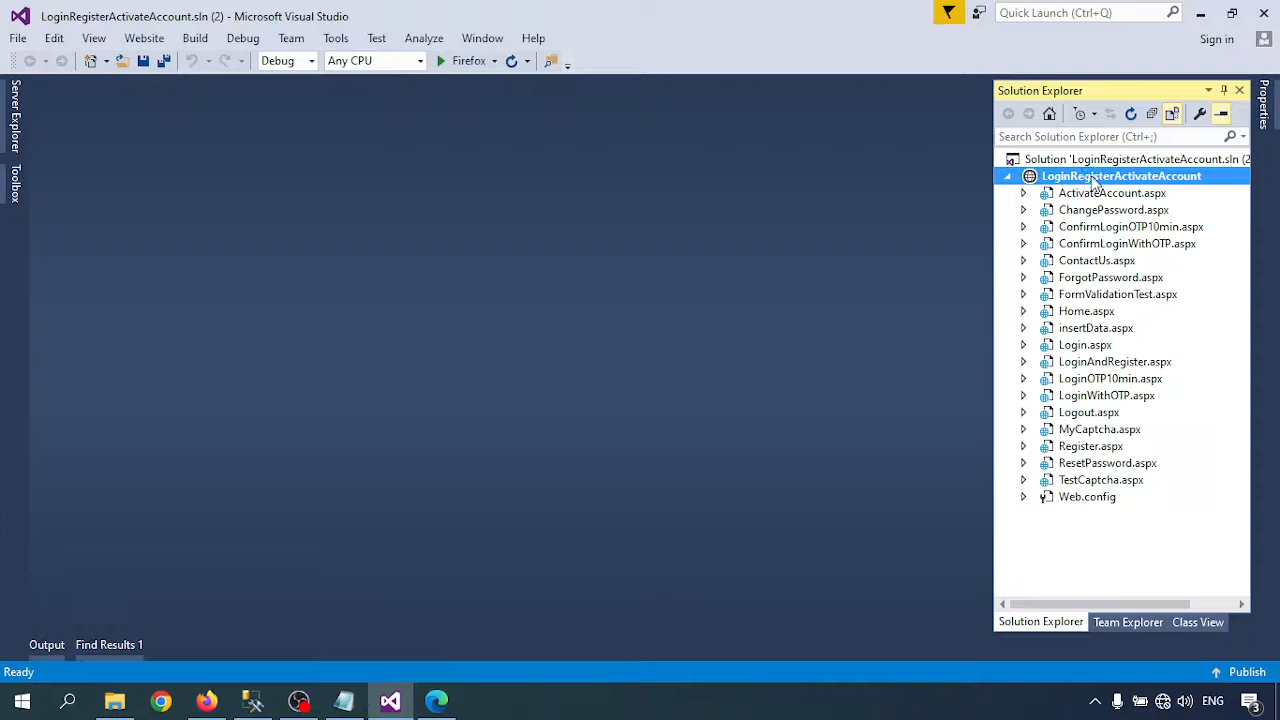 LoginRegisterActivateAccount.sln (2) - Microsoft Visual Studio
Quick Launch (Ctrl+Q)
File Edit View Website Build Debug Team Tools Test Analyze Window Help
Sign in
Debug Any CPU Firefox
Server Explorer
Toolbox
Solution Explorer
Search Solution Explorer (Ctrl+;)
Solution 'LoginRegisterActivateAccount.sln (2
LoginRegisterActivateAccount
ActivateAccount.aspx
ChangePassword.aspx
ConfirmLoginOTP10min.aspx
ConfirmLoginWithOTP.aspx
ContactUs.aspx
ForgotPassword.aspx
FormValidationTest.aspx
Home.aspx
insertData.aspx
Login.aspx
LoginAndRegister.aspx
LoginOTP10min.aspx
LoginWithOTP.aspx
Logout.aspx
MyCaptcha.aspx
Register.aspx
ResetPassword.aspx
TestCaptcha.aspx
Web.config
Solution Explorer Team Explorer Class View
Properties
Output Find Results 1
Ready
Publish
ENG
3